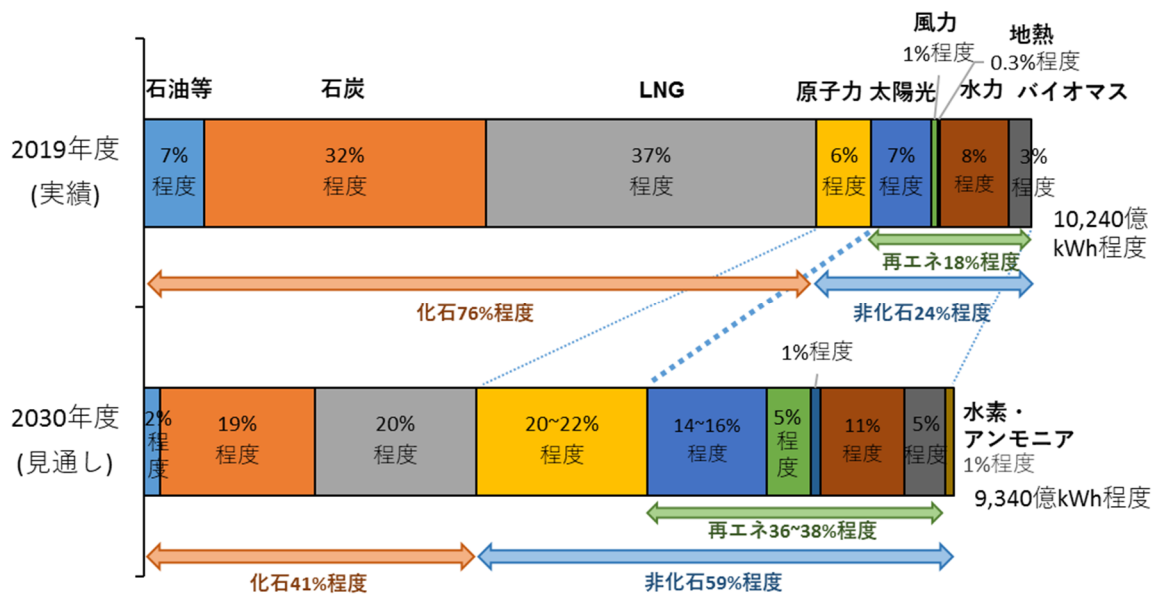 風力
1%程度
地熱
0.3%程度
石油等
石炭
LNG
原子力
太陽光
水力
バイオマス
2019年度
(実績)
7%
程度
32%
程度
37%
程度
6%
程度
7%
程度
8%
程度
3%
程度
10,240億
kWh程度
再エネ18%程度
化石76%程度
非化石24%程度
1%程度
2030年度
(見通し)
2%
程
度
19%
程度
20%
程度
20~22%
程度
14~16%
程度
5%
程
度
11%
程度
5%
程度
水素・
アンモニア
1%程度
9,340億kWh程度
再エネ36~38%程度
化石41%程度
非化石59%程度